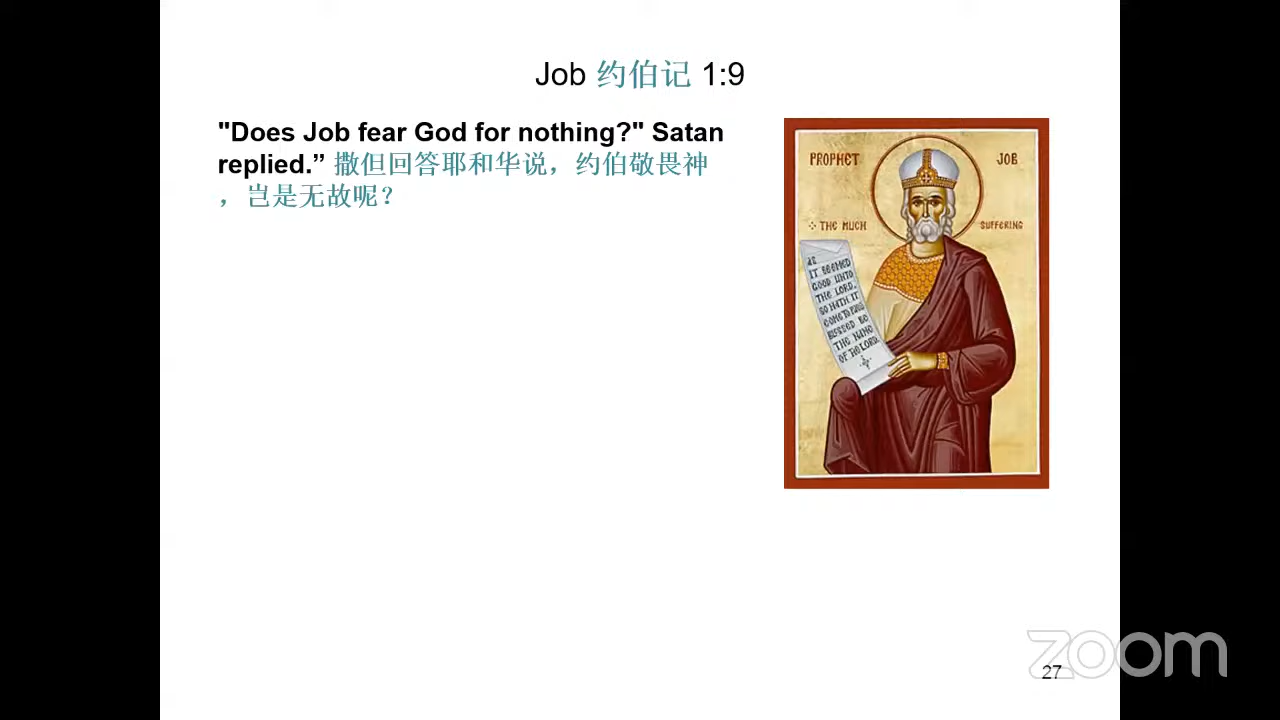 Job 约伯记 1:9
"Does Job fear God for nothing?" Satan
replied.” 撒但回答耶和华说，约伯敬畏神
，岂是无故呢？
PROPHET JOB
THE MUCH SUFFERING
AS
IT SEEMED
GOOD UNTO
THE LORD,
SO HATH IT
COME TO PASS
BLESSED BE
THE NAME
OF THE LORD.
zoom
27